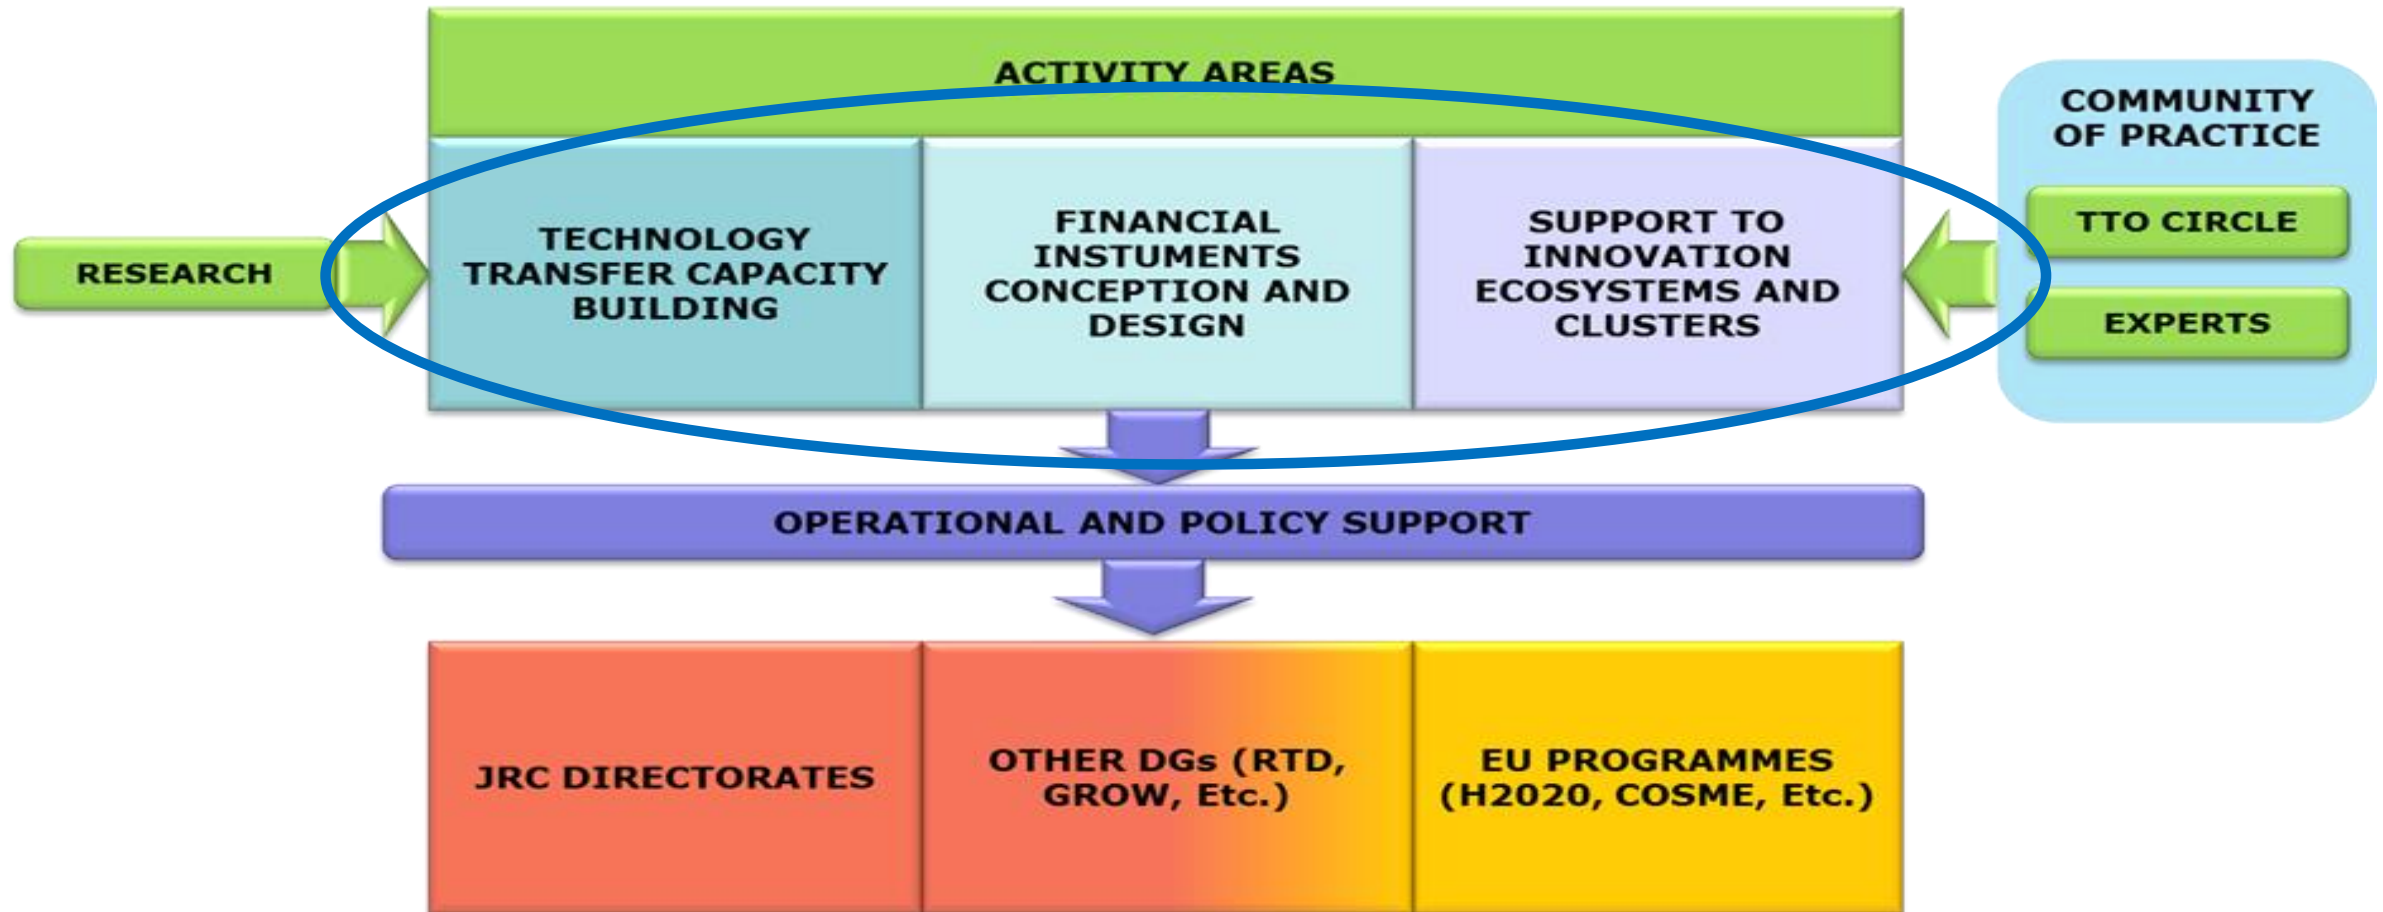 ACTIVITY AREAS
RESEARCH
TECHNOLOGY
TRANSFER CAPACITY
BUILDING
FINANCIAL
INSTUMENTS
CONCEPTION AND
DESIGN
SUPPORT TO
INNOVATION
ECOSYSTEMS AND
CLUSTERS
COMMUNITY
OF PRACTICE
TTO CIRCLE
EXPERTS
OPERATIONAL AND POLICY SUPPORT
JRC DIRECTORATES
OTHER DGs (RTD,
GROW, Etc.)
EU PROGRAMMES
(H2020, COSME, Etc.)